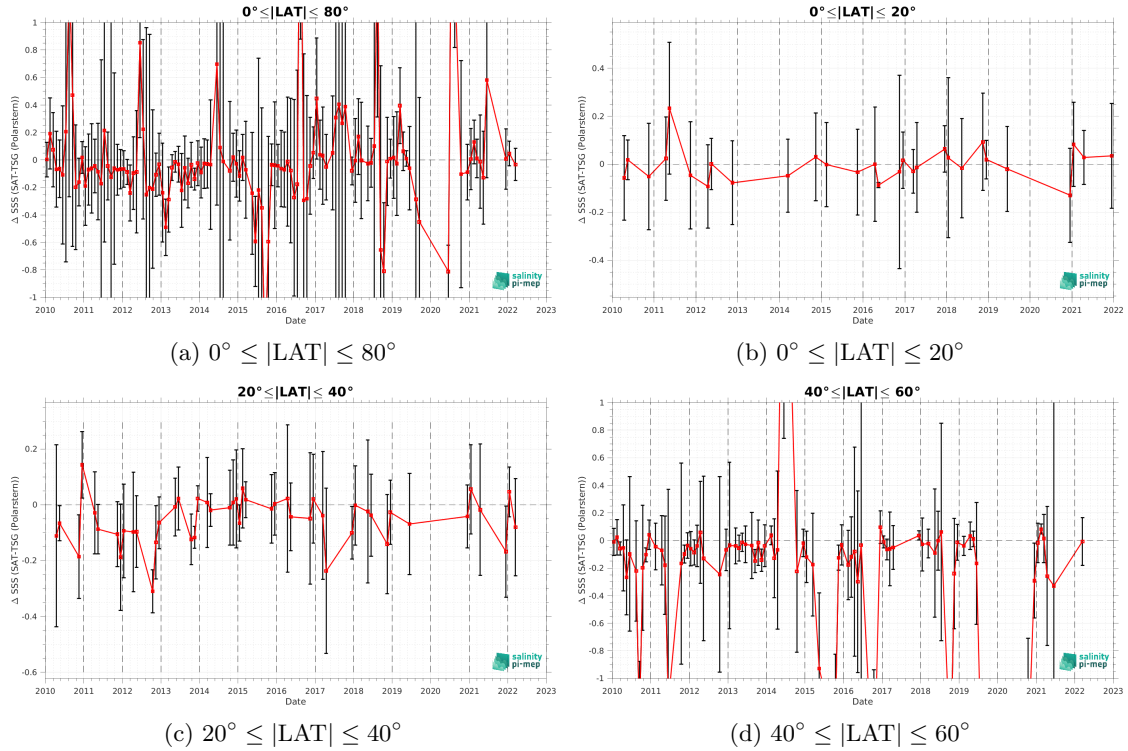 0°≤|LAT|≤ 80°
Δ SSS (SAT-TSG (Polarstern))
1
0.8
0.6
0.4
0.2
0
-0.2
-0.4
-0.6
-0.8
-1
2010 2011 2012 2013 2014 2015 2016 2017 2018 2019 2020 2021 2022 2023
Date
salinity
pi-mep
(a) 0° ≤ |LAT| ≤ 80°
0°≤|LAT|≤ 20°
Δ SSS (SAT-TSG (Polarstern))
0.4
0.2
0
-0.2
-0.4
2010 2011 2012 2013 2014 2015 2016 2017 2018 2019 2020 2021 2022
Date
salinity
pi-mep
(b) 0° ≤ |LAT| ≤ 20°
20°≤|LAT|≤ 40°
Δ SSS (SAT-TSG (Polarstern))
0.2
0
-0.2
-0.4
-0.6
2010 2011 2012 2013 2014 2015 2016 2017 2018 2019 2020 2021 2022 2023
Date
salinity
pi-mep
(c) 20° ≤ |LAT| ≤ 40°
40°≤|LAT|≤ 60°
Δ SSS (SAT-TSG (Polarstern))
1
0.8
0.6
0.4
0.2
0
-0.2
-0.4
-0.6
-0.8
-1
2010 2011 2012 2013 2014 2015 2016 2017 2018 2019 2020 2021 2022 2023
Date
salinity
pi-mep
(d) 40° ≤ |LAT| ≤ 60°